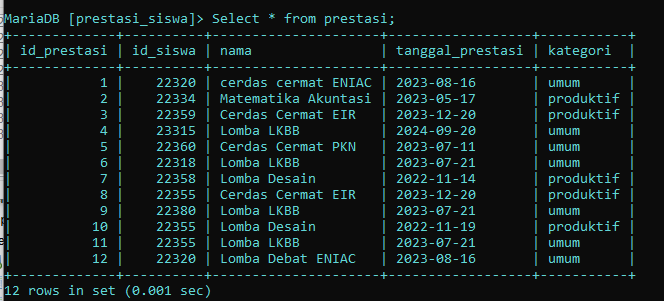 MariaDB [prestasi_siswa]> Select * from prestasi;
+-------------+----------+--------------------+------------------+-----------+
| id_prestasi | id_siswa | nama               | tanggal_prestasi | kategori  |
+-------------+----------+--------------------+------------------+-----------+
|           1 |    22320 | cerdas cermat ENIAC | 2023-08-16       | umum      |
|           2 |    22334 | Matematika Akuntasi | 2023-05-17       | produktif |
|           3 |    22359 | Cerdas Cermat EIR  | 2023-12-20       | produktif |
|           4 |    23315 | Lomba LKBB         | 2024-09-20       | umum      |
|           5 |    22360 | Cerdas Cermat PKN  | 2023-07-11       | umum      |
|           6 |    22318 | Lomba LKBB         | 2023-07-21       | umum      |
|           7 |    22358 | Lomba Desain       | 2022-11-14       | produktif |
|           8 |    22355 | Cerdas Cermat EIR  | 2023-12-20       | produktif |
|           9 |    22380 | Lomba LKBB         | 2023-07-21       | umum      |
|          10 |    22355 | Lomba Desain       | 2022-11-19       | produktif |
|          11 |    22355 | Lomba LKBB         | 2023-07-21       | umum      |
|          12 |    22320 | Lomba Debat ENIAC  | 2023-08-16       | umum      |
+-------------+----------+--------------------+------------------+-----------+
12 rows in set (0.001 sec)